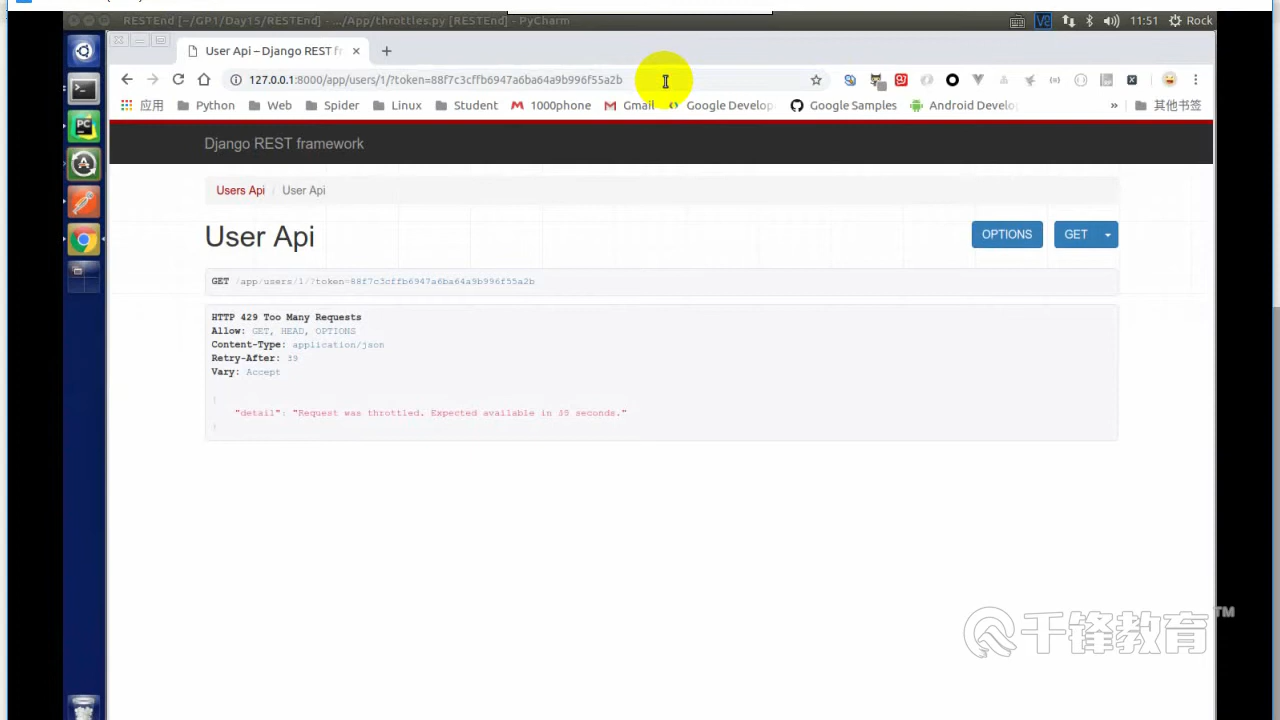 RESTEnd [~/GP1/Day15/RESTEnd] - .../App/throttles.py [RESTEnd] - PyCharm
11:51 Rock
User Api – Django REST fr
127.0.0.1:8000/app/users/1/?token=88f7c3cffb6947a6ba64a9b996f55a2b
应用 Python Web Spider Linux Student 1000phone Gmail Google Develop Google Samples Android Develo » 其他书签
Django REST framework
Users Api / User Api
User Api
OPTIONS GET
GET /app/users/1/?token=88f7c3cffb6947a6ba64a9b996f55a2b
HTTP 429 Too Many Requests
Allow: GET, HEAD, OPTIONS
Content-Type: application/json
Retry-After: 39
Vary: Accept
{
"detail": "Request was throttled. Expected available in seconds."
}
千锋教育 TM